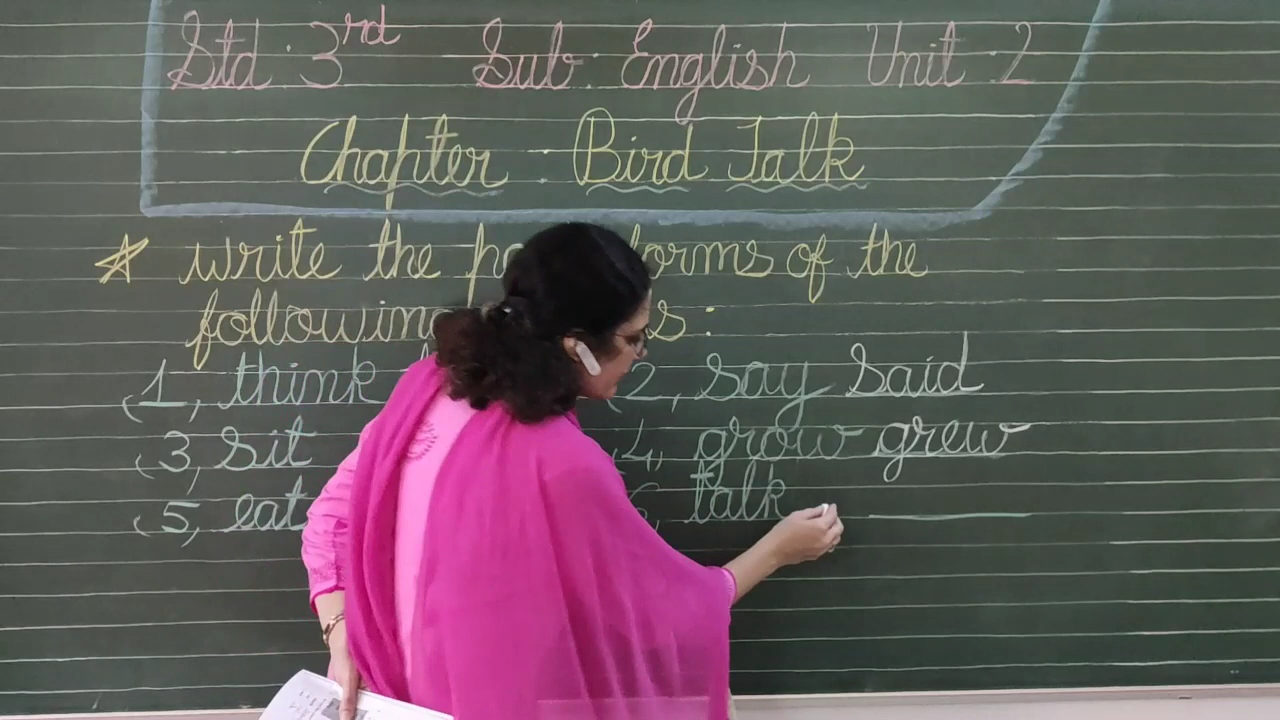 Std : 3rd Sub : English Unit : 2
Chapter : Bird Talk
write the forms of the
following s :
(1, think (2, say said
(3, sit (4, grow grew
(5, eat talk